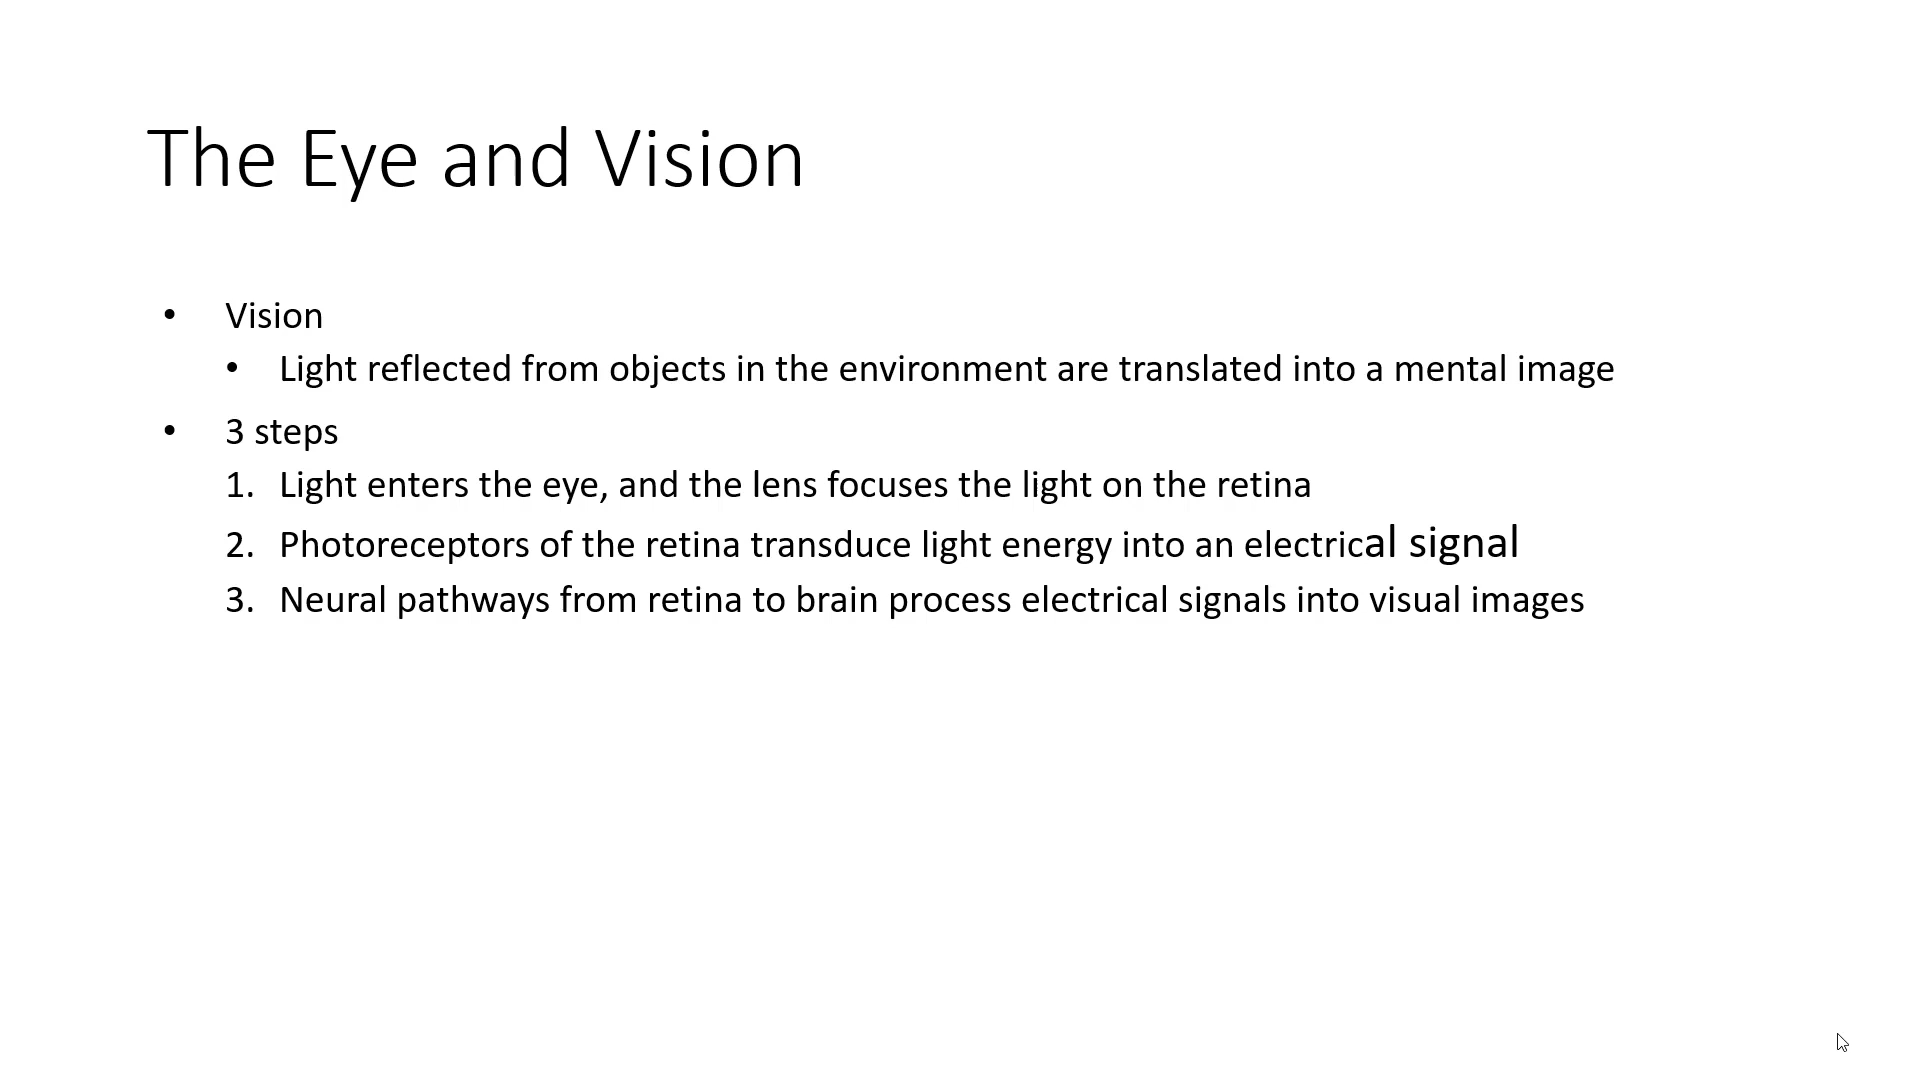 The Eye and Vision
• Vision
• Light reflected from objects in the environment are translated into a mental image
• 3 steps
1. Light enters the eye, and the lens focuses the light on the retina
2. Photoreceptors of the retina transduce light energy into an electrical signal
3. Neural pathways from retina to brain process electrical signals into visual images